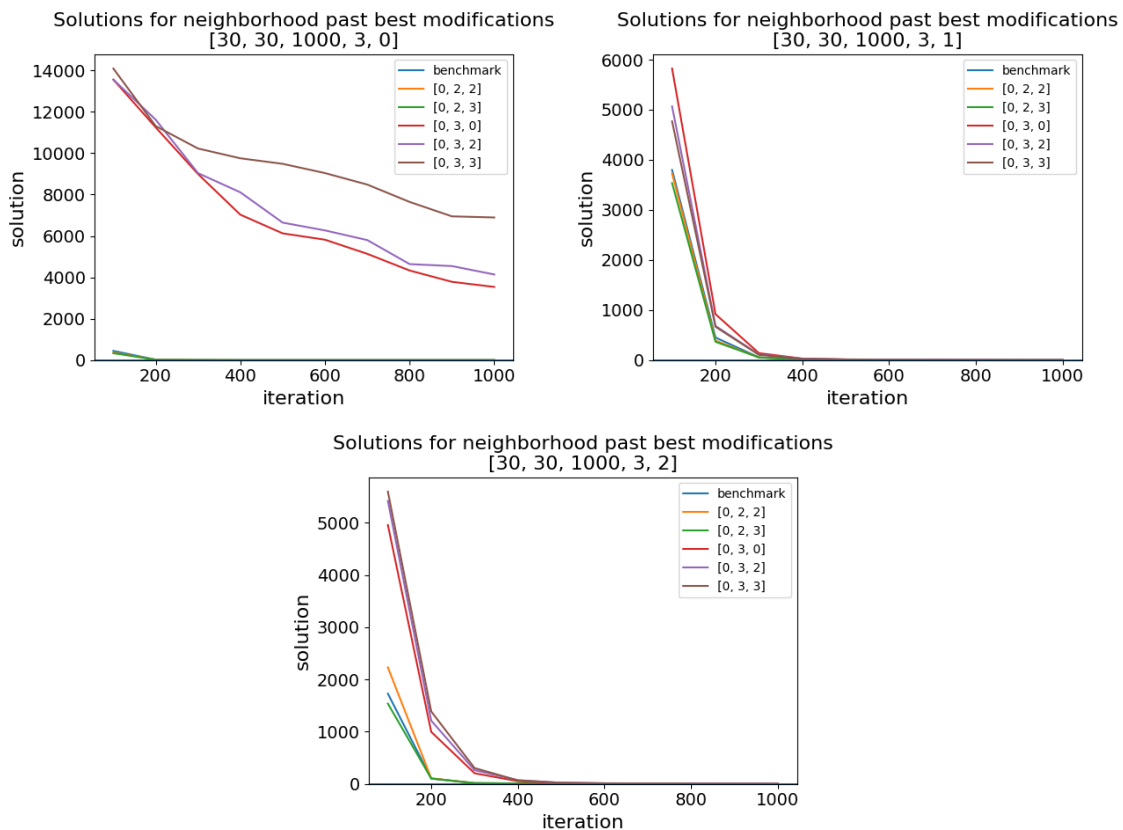 Solutions for neighborhood past best modifications
[30, 30, 1000, 3, 0]
14000
12000
10000
8000
6000
4000
2000
0
solution
benchmark
[0, 2, 2]
[0, 2, 3]
[0, 3, 0]
[0, 3, 2]
[0, 3, 3]
200 400 600 800 1000
iteration
Solutions for neighborhood past best modifications
[30, 30, 1000, 3, 1]
6000
5000
4000
3000
2000
1000
0
solution
benchmark
[0, 2, 2]
[0, 2, 3]
[0, 3, 0]
[0, 3, 2]
[0, 3, 3]
200 400 600 800 1000
iteration
Solutions for neighborhood past best modifications
[30, 30, 1000, 3, 2]
5000
4000
3000
2000
1000
0
solution
benchmark
[0, 2, 2]
[0, 2, 3]
[0, 3, 0]
[0, 3, 2]
[0, 3, 3]
200 400 600 800 1000
iteration